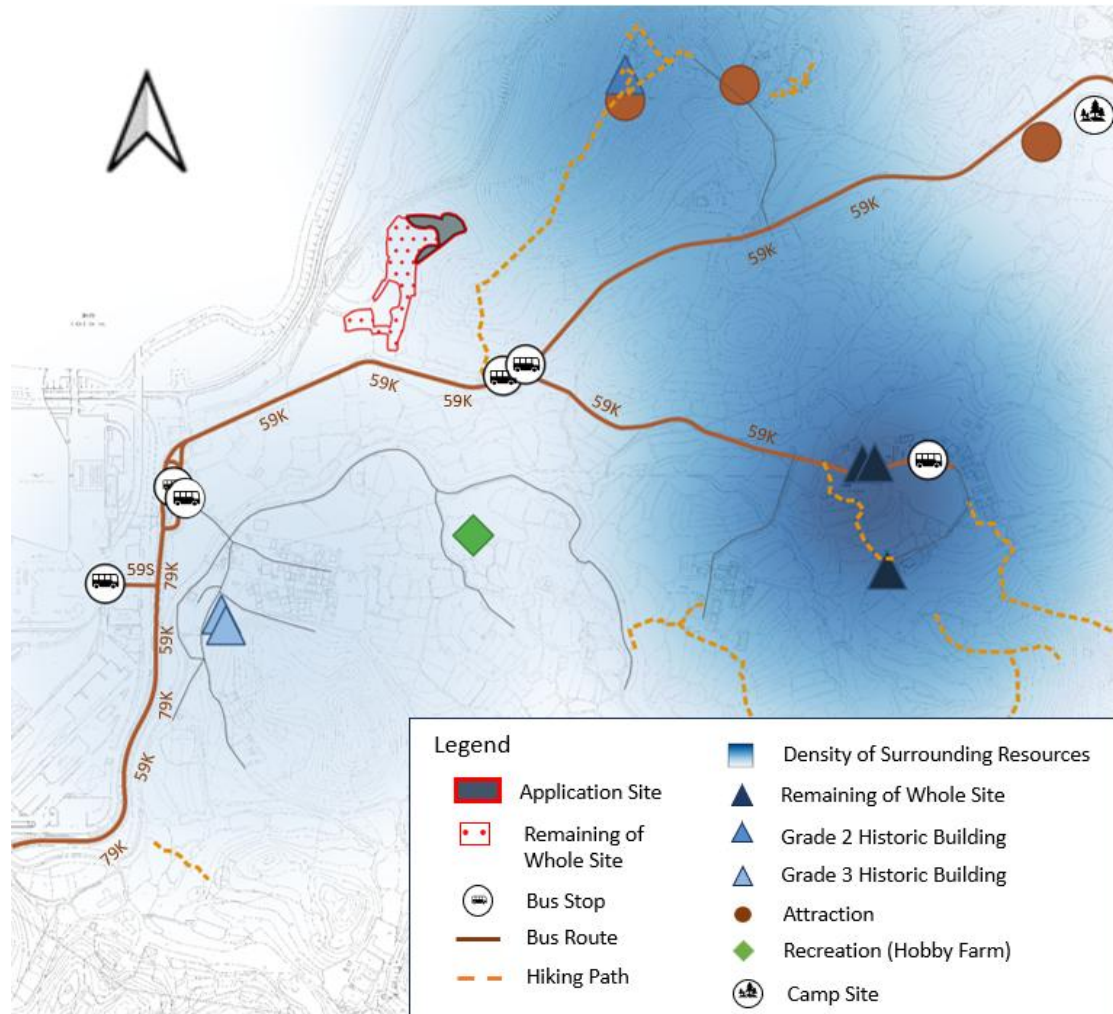 59K
59K
59K
59K
59K
59K
59K
59S
79K
59K
79K
59K
79K
Legend
Application Site
Remaining of
Whole Site
Bus Stop
Bus Route
Hiking Path
Density of Surrounding Resources
Remaining of Whole Site
Grade 2 Historic Building
Grade 3 Historic Building
Attraction
Recreation (Hobby Farm)
Camp Site